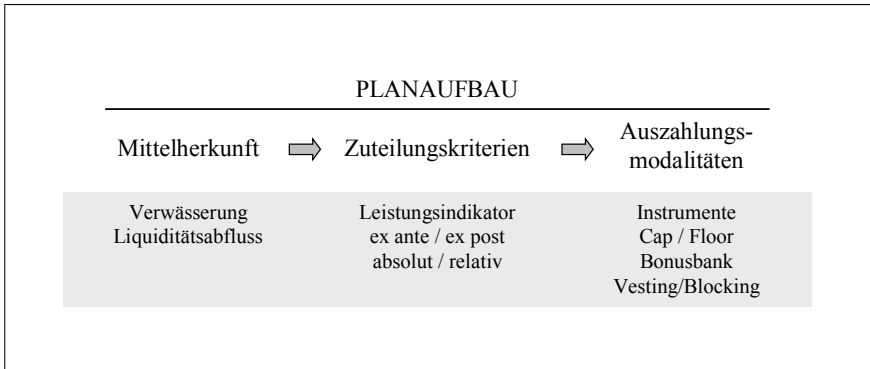 PLANAUFBAU
Mittelherkunft
Zuteilungskriterien
Auszahlungs-
modalitäten
Verwässerung
Liquiditätsabfluss
Leistungsindikator
ex ante / ex post
absolut / relativ
Instrumente
Cap / Floor
Bonusbank
Vesting/Blocking